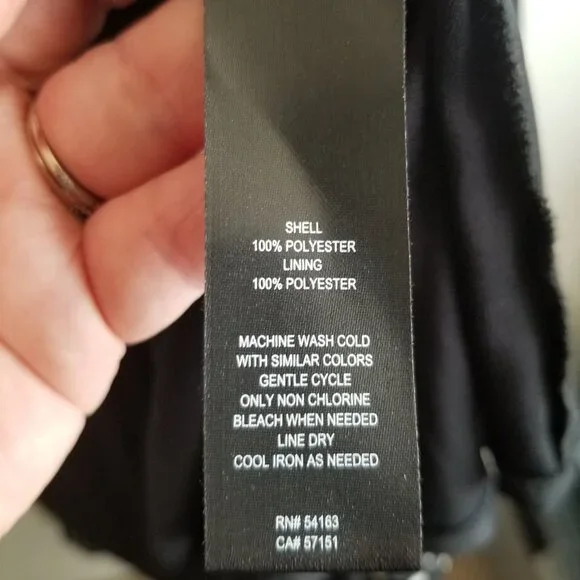 SHELL
100% POLYESTER
LINING
100% POLYESTER
MACHINE WASH COLD
WITH SIMILAR COLORS
GENTLE CYCLE
ONLY NON CHLORINE
BLEACH WHEN NEEDED
LINE DRY
COOL IRON AS NEEDED
RN# 54163
CA# 57151